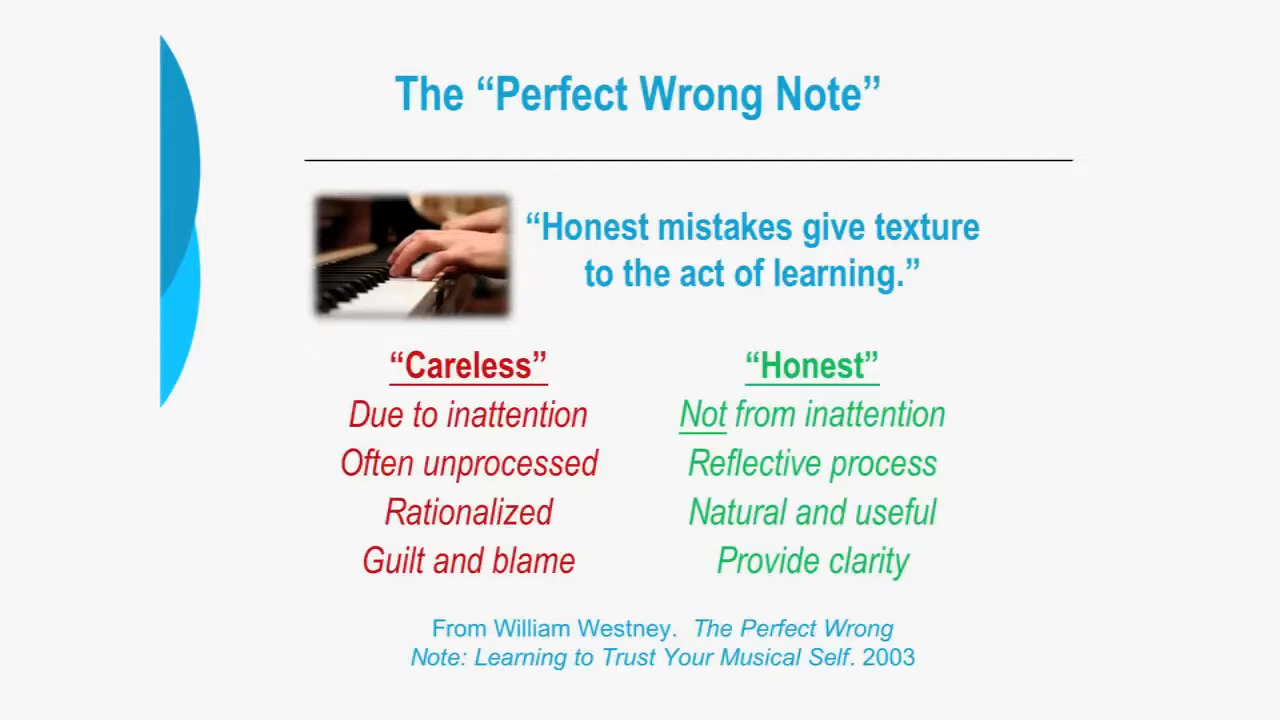 The “Perfect Wrong Note”
“Honest mistakes give texture
to the act of learning.”
“Careless”
Due to inattention
Often unprocessed
Rationalized
Guilt and blame
“Honest”
Not from inattention
Reflective process
Natural and useful
Provide clarity
From William Westney. The Perfect Wrong
Note: Learning to Trust Your Musical Self. 2003